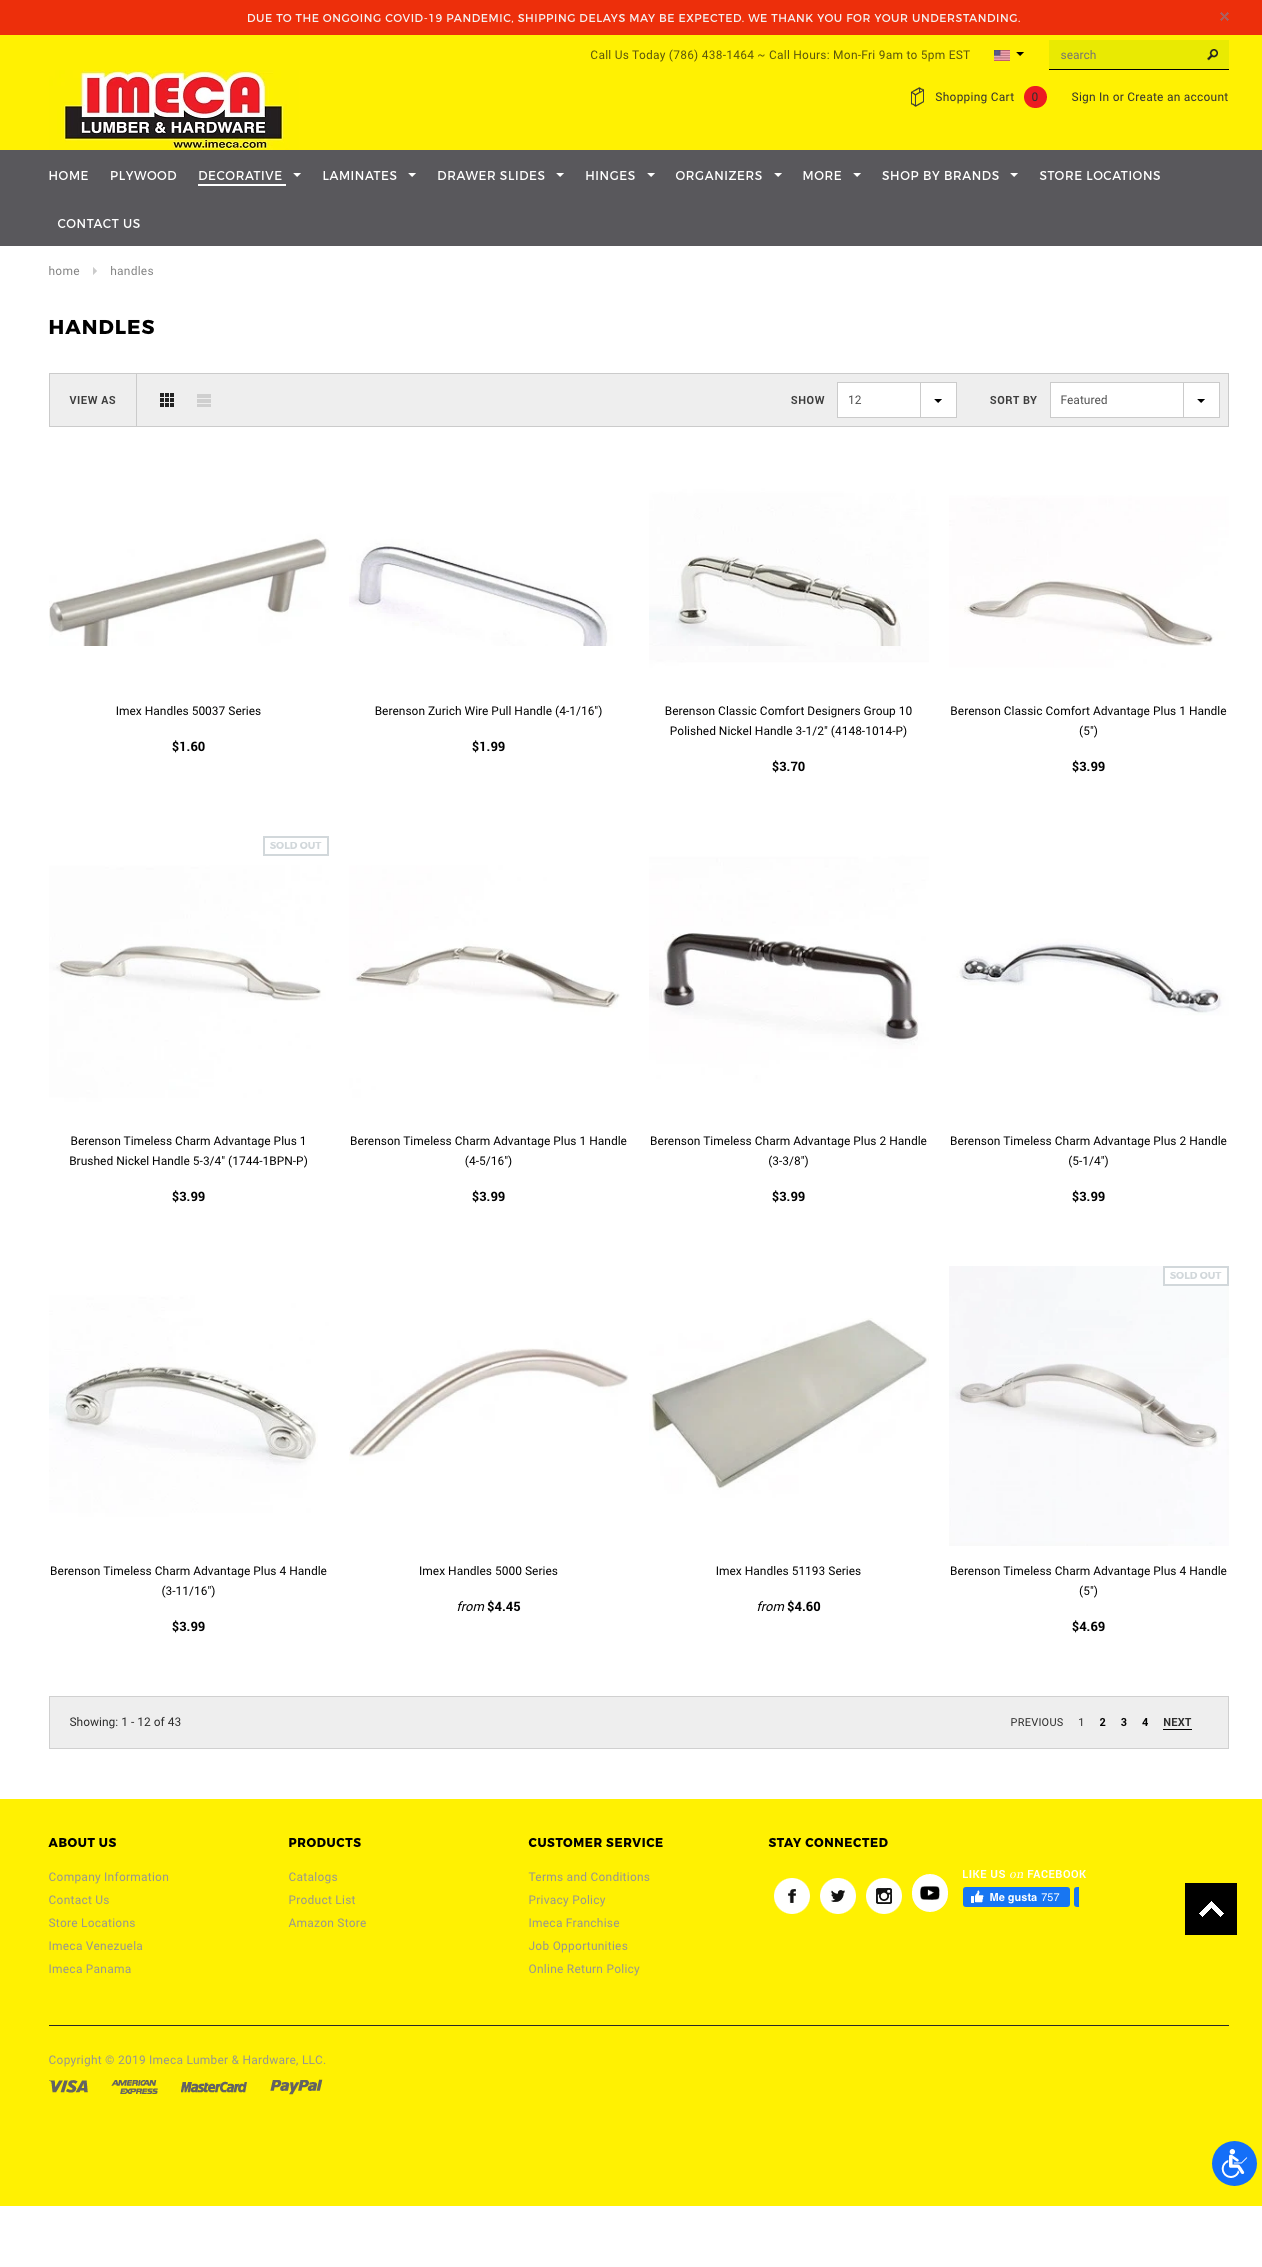 DUE TO THE ONGOING COVID-19 PANDEMIC, SHIPPING DELAYS MAY BE EXPECTED. WE THANK YOU FOR YOUR UNDERSTANDING.
×
Call Us Today (786) 438-1464 ~ Call Hours: Mon-Fri 9am to 5pm EST
search
IMECA
LUMBER & HARDWARE
www.imeca.com
Shopping Cart 0 Sign In or Create an account
HOME PLYWOOD DECORATIVE LAMINATES DRAWER SLIDES HINGES ORGANIZERS MORE SHOP BY BRANDS STORE LOCATIONS
CONTACT US
home handles
HANDLES
VIEW AS SHOW 12 SORT BY Featured
Imex Handles 50037 Series
$1.60
Berenson Zurich Wire Pull Handle (4-1/16")
$1.99
Berenson Classic Comfort Designers Group 10
Polished Nickel Handle 3-1/2" (4148-1014-P)
$3.70
Berenson Classic Comfort Advantage Plus 1 Handle
(5")
$3.99
SOLD OUT
Berenson Timeless Charm Advantage Plus 1
Brushed Nickel Handle 5-3/4" (1744-1BPN-P)
$3.99
Berenson Timeless Charm Advantage Plus 1 Handle
(4-5/16")
$3.99
Berenson Timeless Charm Advantage Plus 2 Handle
(3-3/8")
$3.99
Berenson Timeless Charm Advantage Plus 2 Handle
(5-1/4")
$3.99
Berenson Timeless Charm Advantage Plus 4 Handle
(3-11/16")
$3.99
Imex Handles 5000 Series
from $4.45
Imex Handles 51193 Series
from $4.60
SOLD OUT
Berenson Timeless Charm Advantage Plus 4 Handle
(5")
$4.69
Showing: 1 - 12 of 43
PREVIOUS 1 2 3 4 NEXT
ABOUT US
Company Information
Contact Us
Store Locations
Imeca Venezuela
Imeca Panama
PRODUCTS
Catalogs
Product List
Amazon Store
CUSTOMER SERVICE
Terms and Conditions
Privacy Policy
Imeca Franchise
Job Opportunities
Online Return Policy
STAY CONNECTED
LIKE US on FACEBOOK
Me gusta 757
Copyright © 2019 Imeca Lumber & Hardware, LLC.
VISA AMERICAN EXPRESS MasterCard PayPal